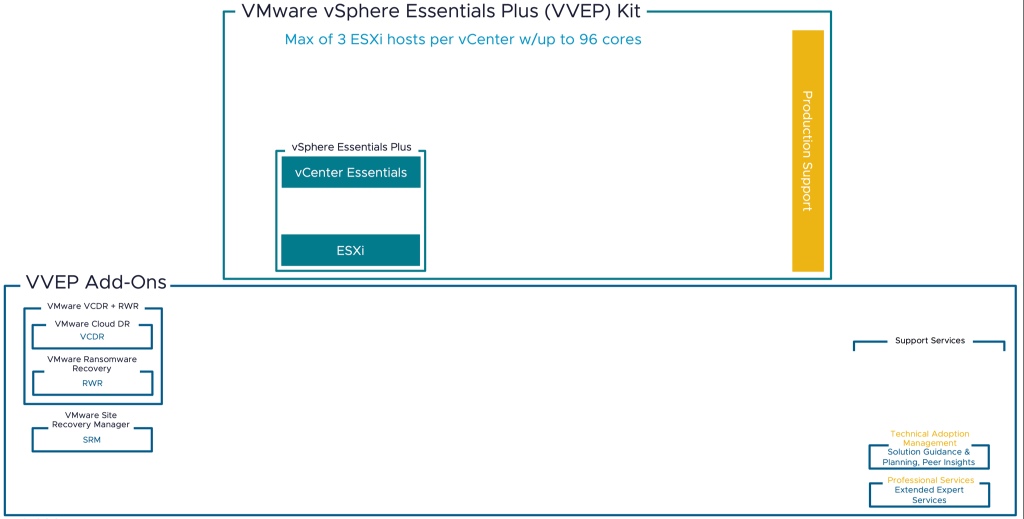 VMware vSphere Essentials Plus (VVEP) Kit
Max of 3 ESXi hosts per vCenter w/up to 96 cores
Production Support
vSphere Essentials Plus
vCenter Essentials
ESXi
VVEP Add-Ons
VMware VCDR + RWR
VMware Cloud DR
VCDR
VMware Ransomware
Recovery
RWR
VMware Site
Recovery Manager
SRM
Support Services
Technical Adoption
Management
Solution Guidance &
Planning, Peer Insights
Professional Services
Extended Expert
Services